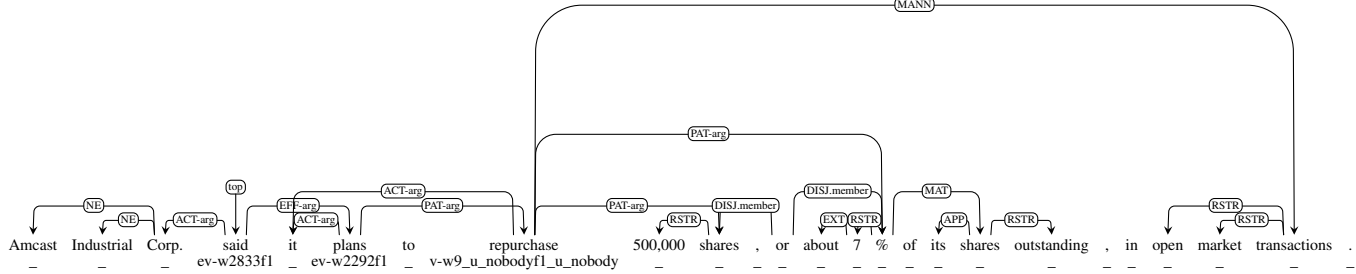 MANN
PAT-arg
top ACT-arg DISJ.member MAT
NE EFF-arg PAT-arg PAT-arg DISJ.member RSTR
NE ACT-arg ACT-arg RSTR EXT RSTR APP RSTR RSTR
Amcast Industrial Corp. said it plans to repurchase 500,000 shares , or about 7 % of its shares outstanding , in open market transactions .
_ _ _ ev-w2833f1 _ ev-w2292f1 _ v-w9_u_nobodyf1_u_nobody _ _ _ _ _ _ _ _ _ _ _ _ _ _ _ _ _